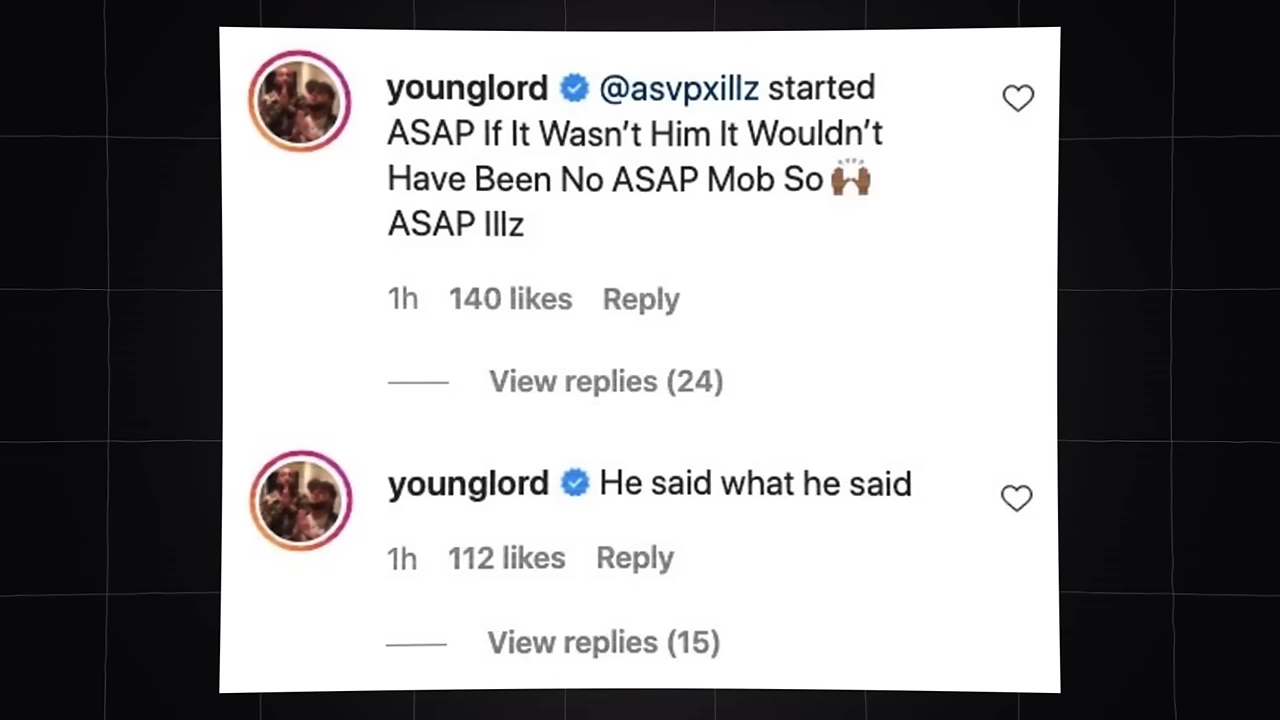 younglord @asvpxillz started
ASAP If It Wasn’t Him It Wouldn’t
Have Been No ASAP Mob So 🙌🏾
ASAP Illz
1h 140 likes Reply
View replies (24)
younglord He said what he said
1h 112 likes Reply
View replies (15)